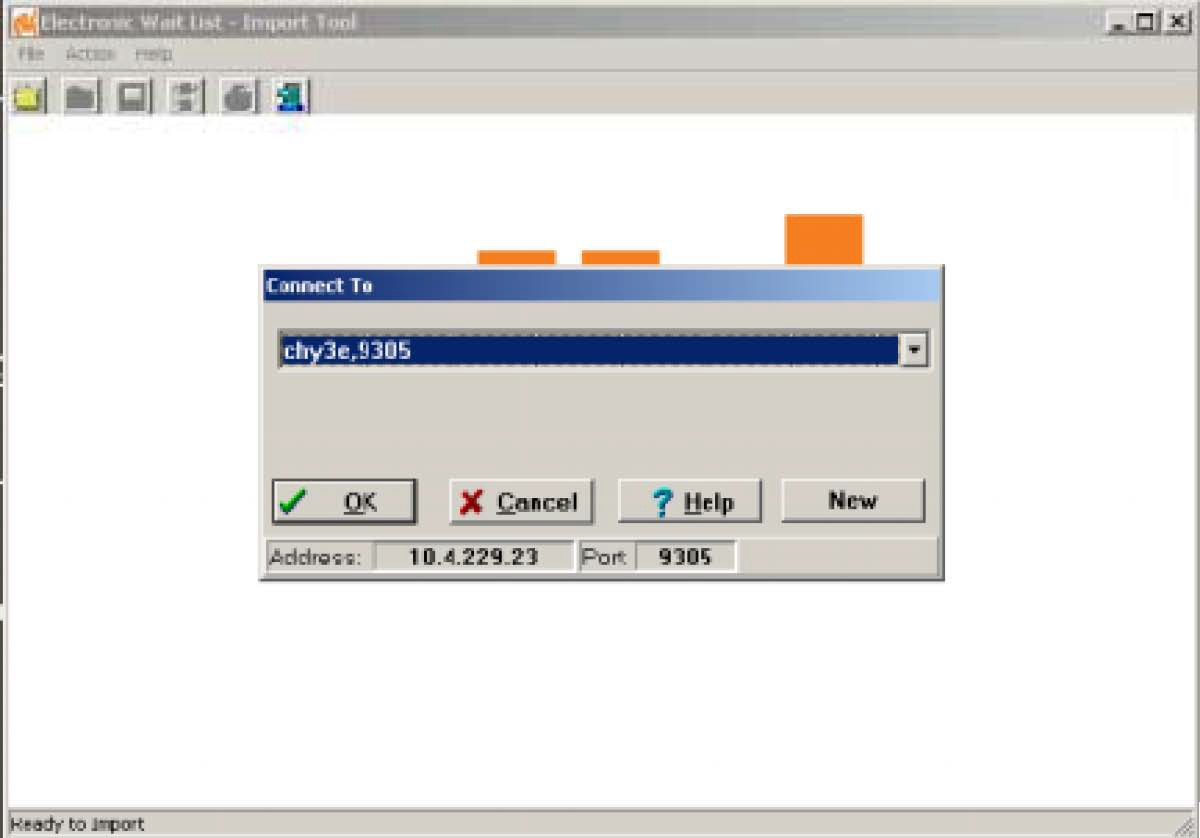 Electronic Wait List - Import Tool
File Action Help
Connect To
chy3e,9305
OK Cancel Help New
Address: 10.4.229.23 Port 9305
Ready to Import